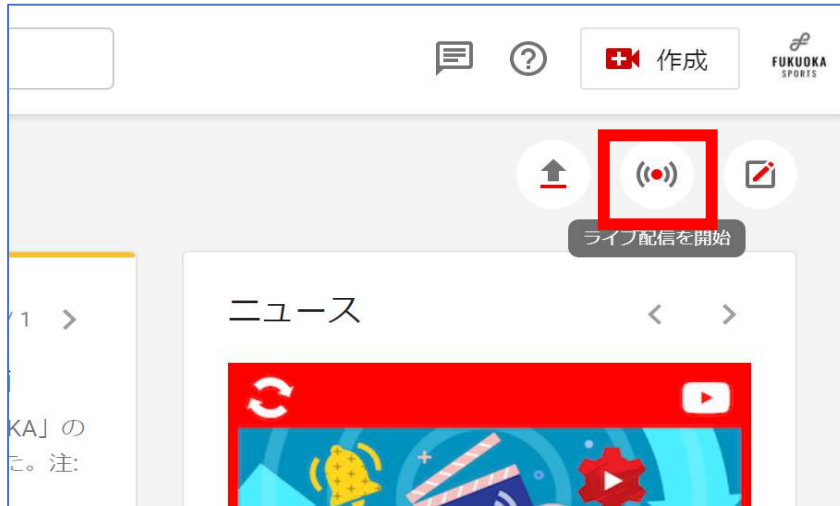 作成
FUKUOKA
SPORTS
ライブ配信を開始
/ 1
ニュース
KA」の
た。注: